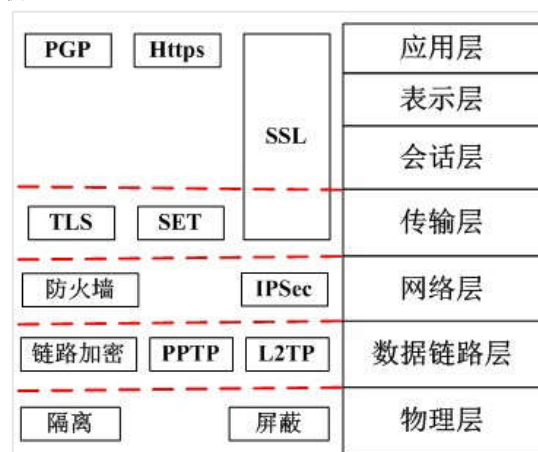 PGP Https 应用层
表示层
SSL
会话层
TLS SET 传输层
防火墙 IPSec 网络层
链路加密 PPTP L2TP 数据链路层
隔离 屏蔽 物理层